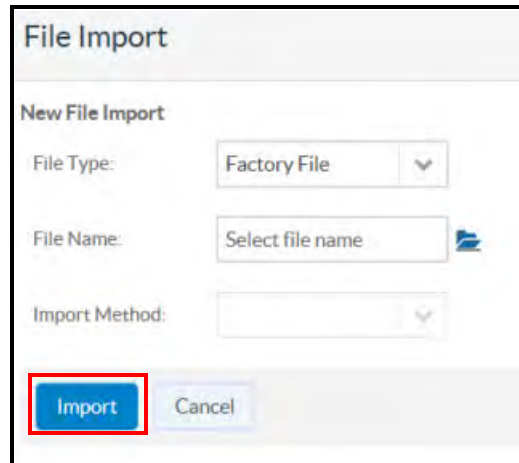 File Import
New File Import
File Type: Factory File
File Name: Select file name
Import Method:
Import Cancel